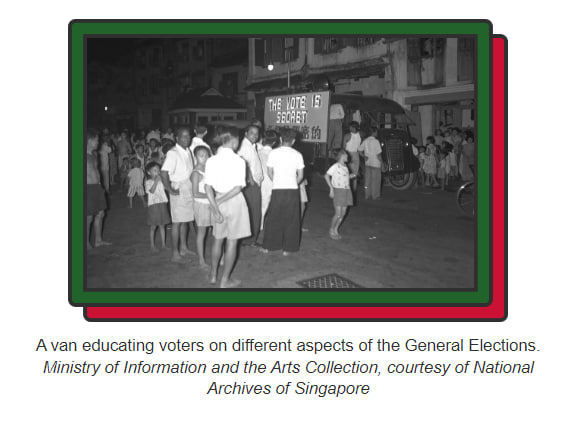 THE VOTE IS
SECRET
的
A van educating voters on different aspects of the General Elections.
Ministry of Information and the Arts Collection, courtesy of National
Archives of Singapore